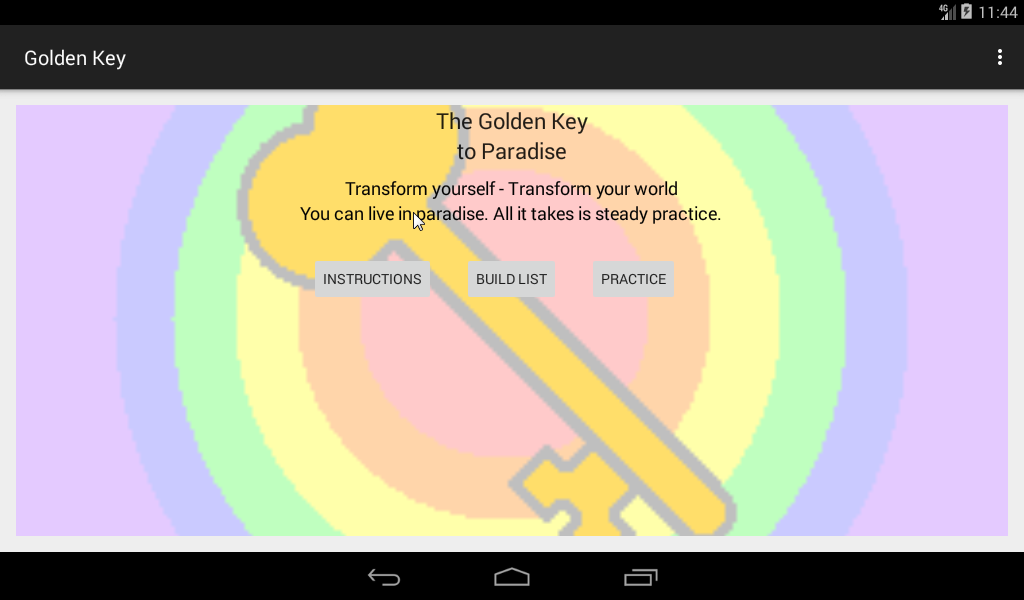 4G 11:44
Golden Key
The Golden Key
to Paradise
Transform yourself - Transform your world
You can live in paradise. All it takes is steady practice.
INSTRUCTIONS BUILD LIST PRACTICE